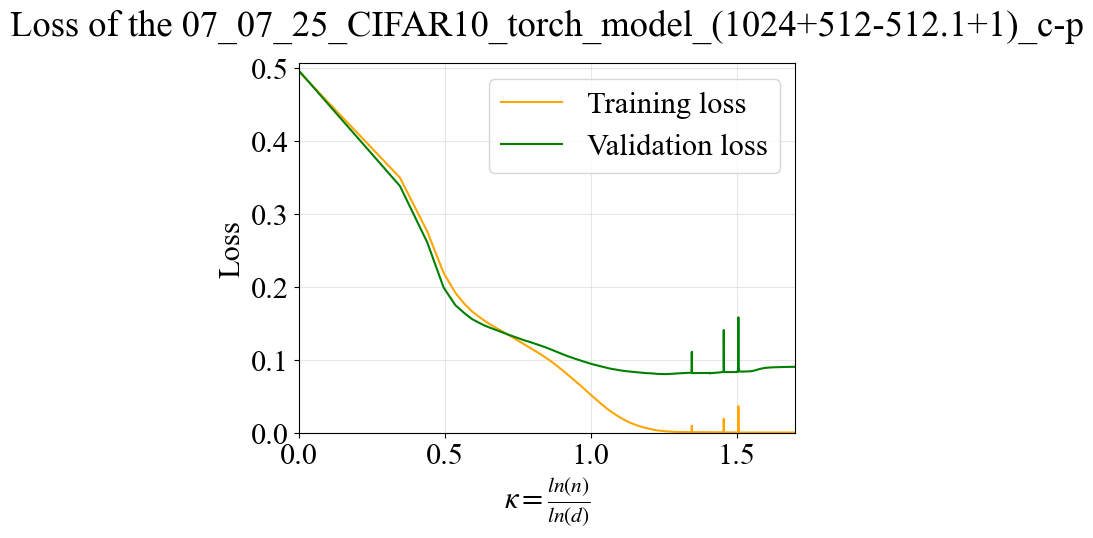 Loss of the 07_07_25_CIFAR10_torch_model_(1024+512-512.1+1)_c-p
0.5
0.4
0.3
0.2
0.1
0.0
Loss
Training loss
Validation loss
0.0 0.5 1.0 1.5
κ = ln(n)/ln(d)